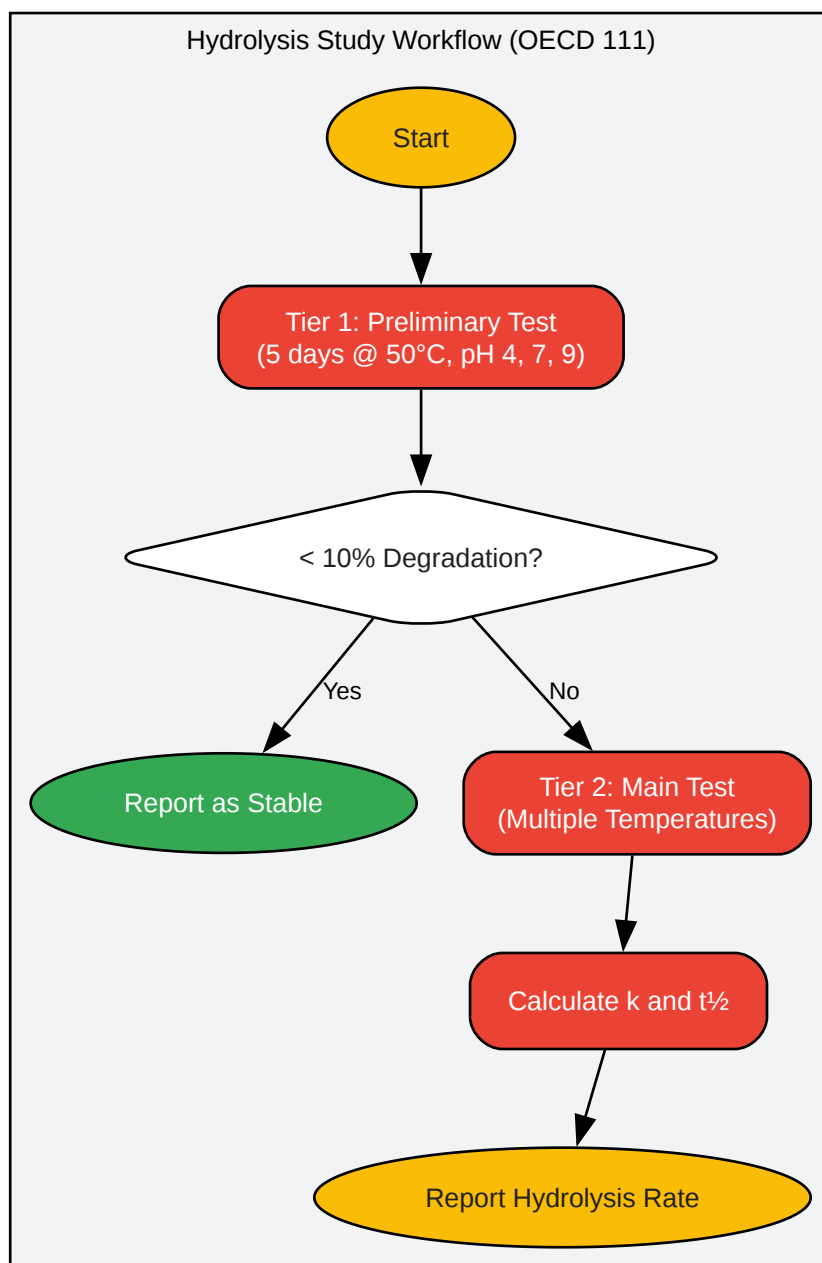 Hydrolysis Study Workflow (OECD 111)
Start
Tier 1: Preliminary Test
(5 days @ 50°C, pH 4, 7, 9)
< 10% Degradation?
Yes
No
Report as Stable
Tier 2: Main Test
(Multiple Temperatures)
Calculate k and t½
Report Hydrolysis Rate